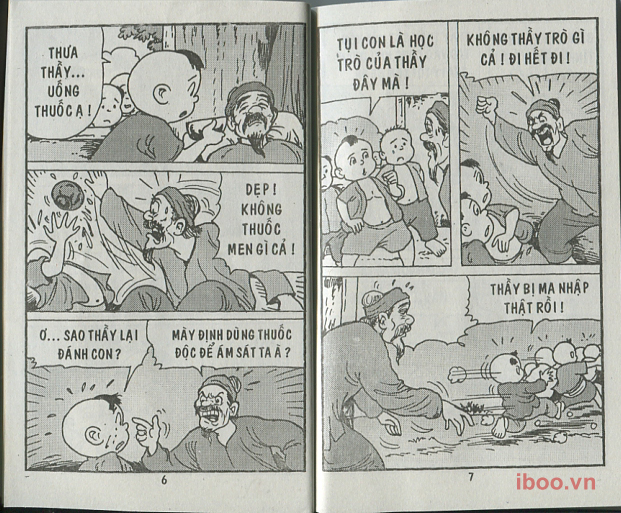 THƯA
THẦY...
UỐNG
THUỐC Ạ !
DẸP !
KHÔNG
THUỐC
MEN GÌ CẢ !
Ơ... SAO THẦY LẠI
ĐÁNH CON ?
MÀY ĐỊNH DÙNG THUỐC
ĐỘC ĐỂ ÁM SÁT TA À ?
6
TỤI CON LÀ HỌC
TRÒ CỦA THẦY
ĐÂY MÀ !
KHÔNG THẦY TRÒ GÌ
CẢ ! ĐI HẾT ĐI !
THẦY BỊ MA NHẬP
THẬT RỒI !
7
iboo.vn